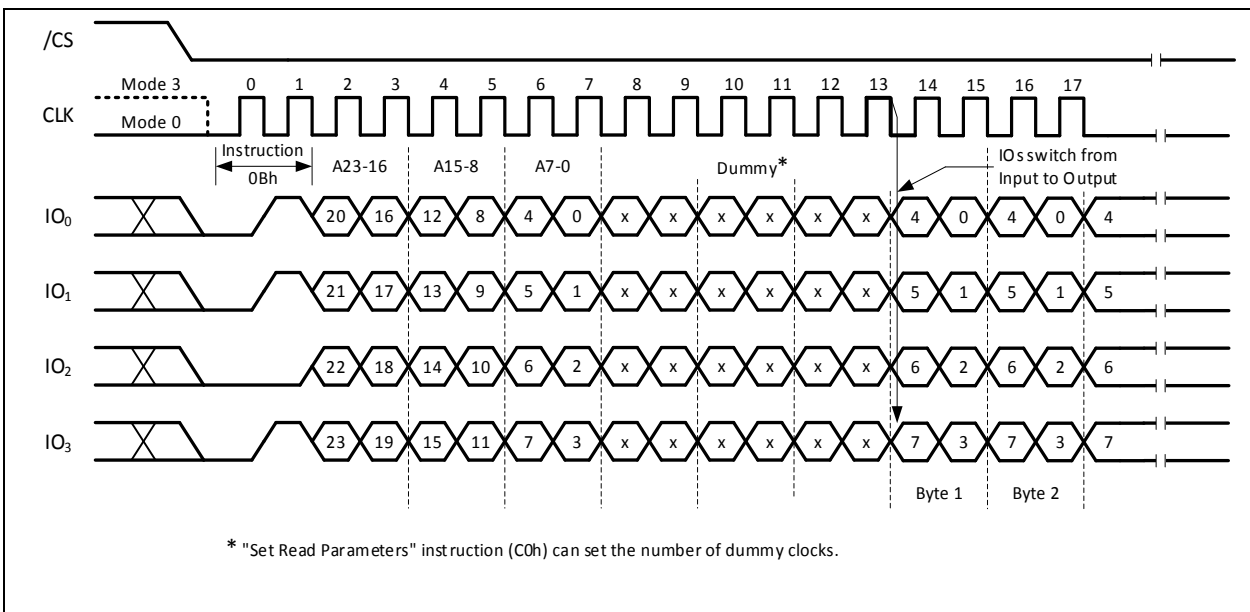 /CS
Mode 3 0 1 2 3 4 5 6 7 8 9 10 11 12 13 14 15 16 17
CLK
Mode 0
Instruction
0Bh
A23-16 A15-8 A7-0 Dummy*
IOs switch from
Input to Output
IO0 20 16 12 8 4 0 x x x x x x 4 0 4 0 4
IO1 21 17 13 9 5 1 x x x x x x 5 1 5 1 5
IO2 22 18 14 10 6 2 x x x x x x 6 2 6 2 6
IO3 23 19 15 11 7 3 x x x x x x 7 3 7 3 7
Byte 1 Byte 2
* "Set Read Parameters" instruction (C0h) can set the number of dummy clocks.